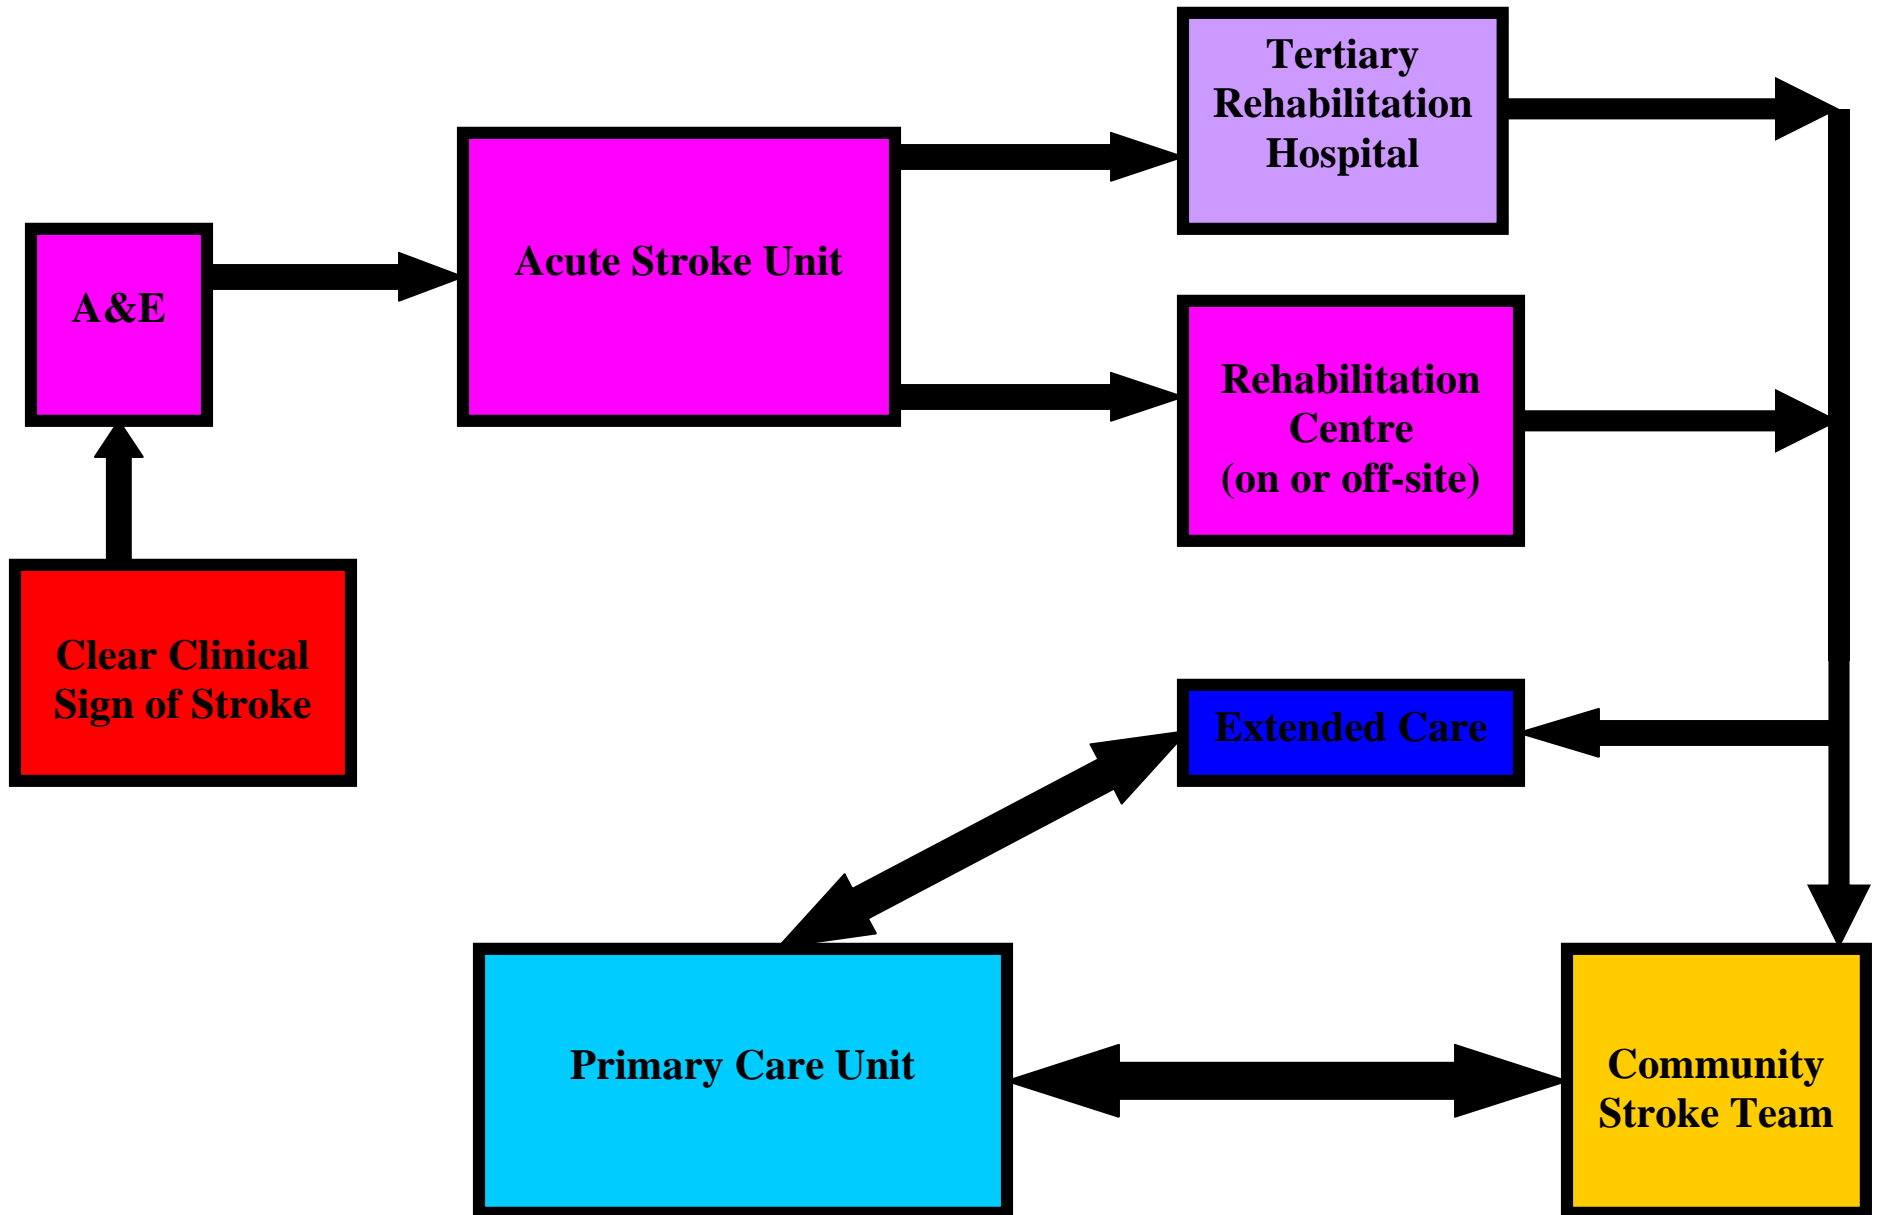 Tertiary
Rehabilitation
Hospital
Acute Stroke Unit
A&E
Rehabilitation
Centre
(on or off-site)
Clear Clinical
Sign of Stroke
Extended Care
Primary Care Unit
Community
Stroke Team